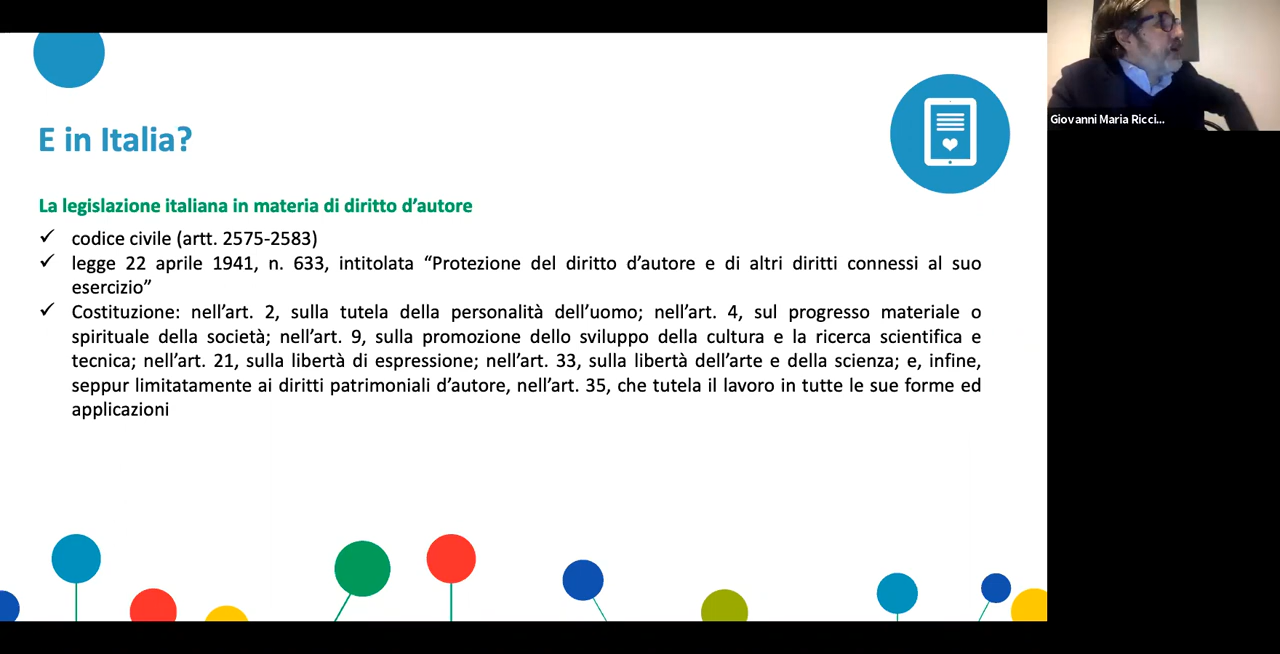 E in Italia?
La legislazione italiana in materia di diritto d’autore
✓ codice civile (artt. 2575-2583)
✓ legge 22 aprile 1941, n. 633, intitolata “Protezione del diritto d’autore e di altri diritti connessi al suo
esercizio”
✓ Costituzione: nell’art. 2, sulla tutela della personalità dell’uomo; nell’art. 4, sul progresso materiale o
spirituale della società; nell’art. 9, sulla promozione dello sviluppo della cultura e la ricerca scientifica e
tecnica; nell’art. 21, sulla libertà di espressione; nell’art. 33, sulla libertà dell’arte e della scienza; e, infine,
seppur limitatamente ai diritti patrimoniali d’autore, nell’art. 35, che tutela il lavoro in tutte le sue forme ed
applicazioni
Giovanni Maria Ricci...